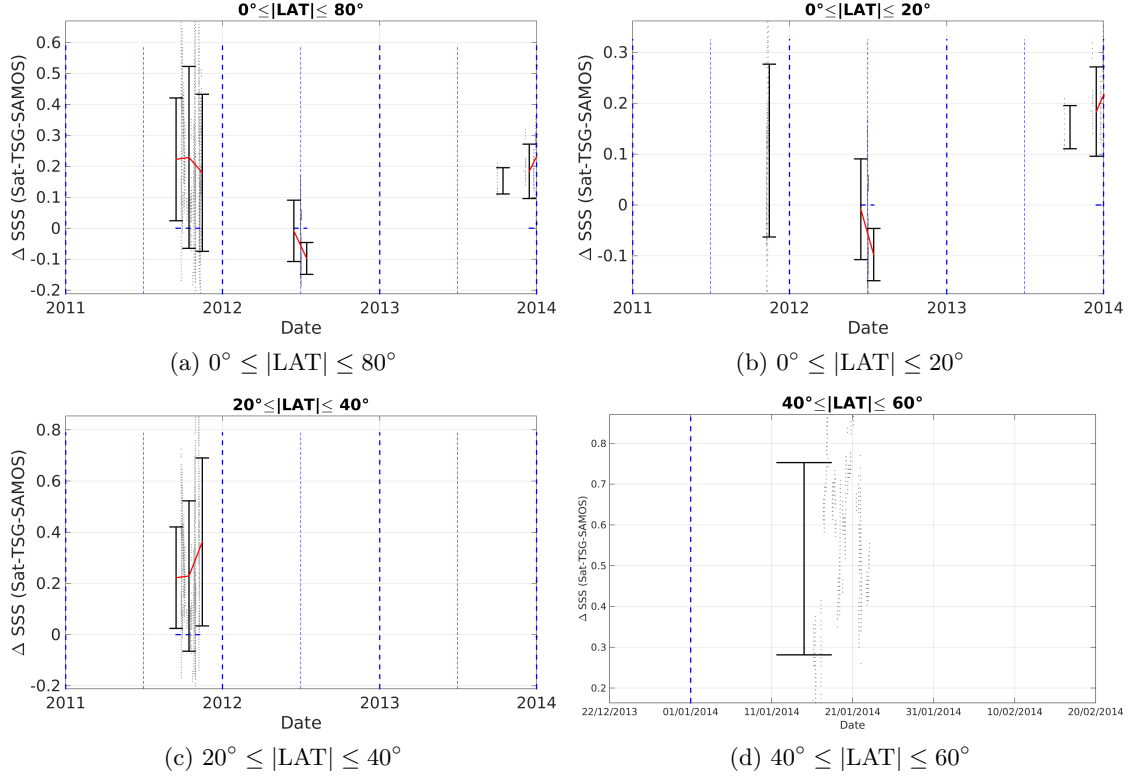 0°≤|LAT|≤ 80°
Δ SSS (Sat-TSG-SAMOS)
0.6
0.5
0.4
0.3
0.2
0.1
0
-0.1
-0.2
2011
2012
2013
2014
Date
(a) 0° ≤ |LAT| ≤ 80°
0°≤|LAT|≤ 20°
Δ SSS (Sat-TSG-SAMOS)
0.3
0.2
0.1
0
-0.1
2011
2012
2013
2014
Date
(b) 0° ≤ |LAT| ≤ 20°
20°≤|LAT|≤ 40°
Δ SSS (Sat-TSG-SAMOS)
0.8
0.6
0.4
0.2
0
-0.2
2011
2012
2013
2014
Date
(c) 20° ≤ |LAT| ≤ 40°
40°≤|LAT|≤ 60°
Δ SSS (Sat-TSG-SAMOS)
0.8
0.7
0.6
0.5
0.4
0.3
0.2
22/12/2013
01/01/2014
11/01/2014
21/01/2014
31/01/2014
10/02/2014
20/02/2014
Date
(d) 40° ≤ |LAT| ≤ 60°